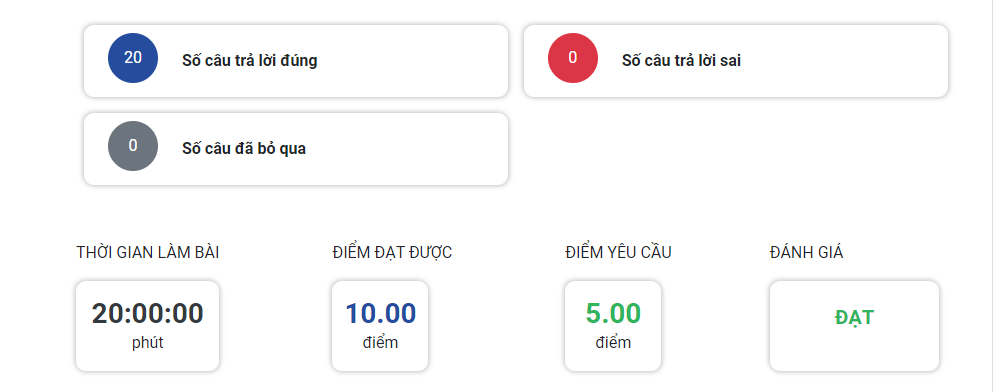 20 Số câu trả lời đúng
0 Số câu trả lời sai
0 Số câu đã bỏ qua
THỜI GIAN LÀM BÀI
20:00:00
phút
ĐIỂM ĐẠT ĐƯỢC
10.00
điểm
ĐIỂM YÊU CẦU
5.00
điểm
ĐÁNH GIÁ
ĐẠT